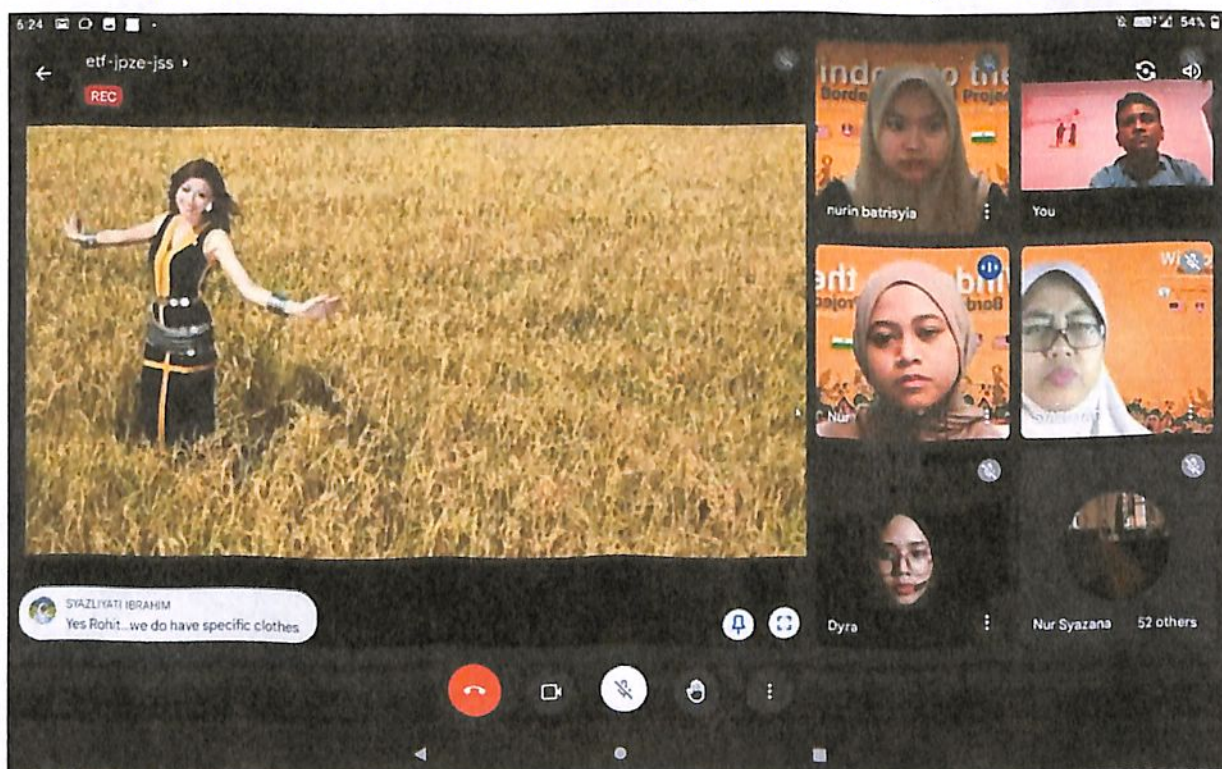 6:24
54%
etf-jpze-jss
REC
nurin batrisyia
You
Nur
Dyra
Nur Syazana 52 others
SYAZLIYATI IBRAHIM
Yes Rohit...we do have specific clothes